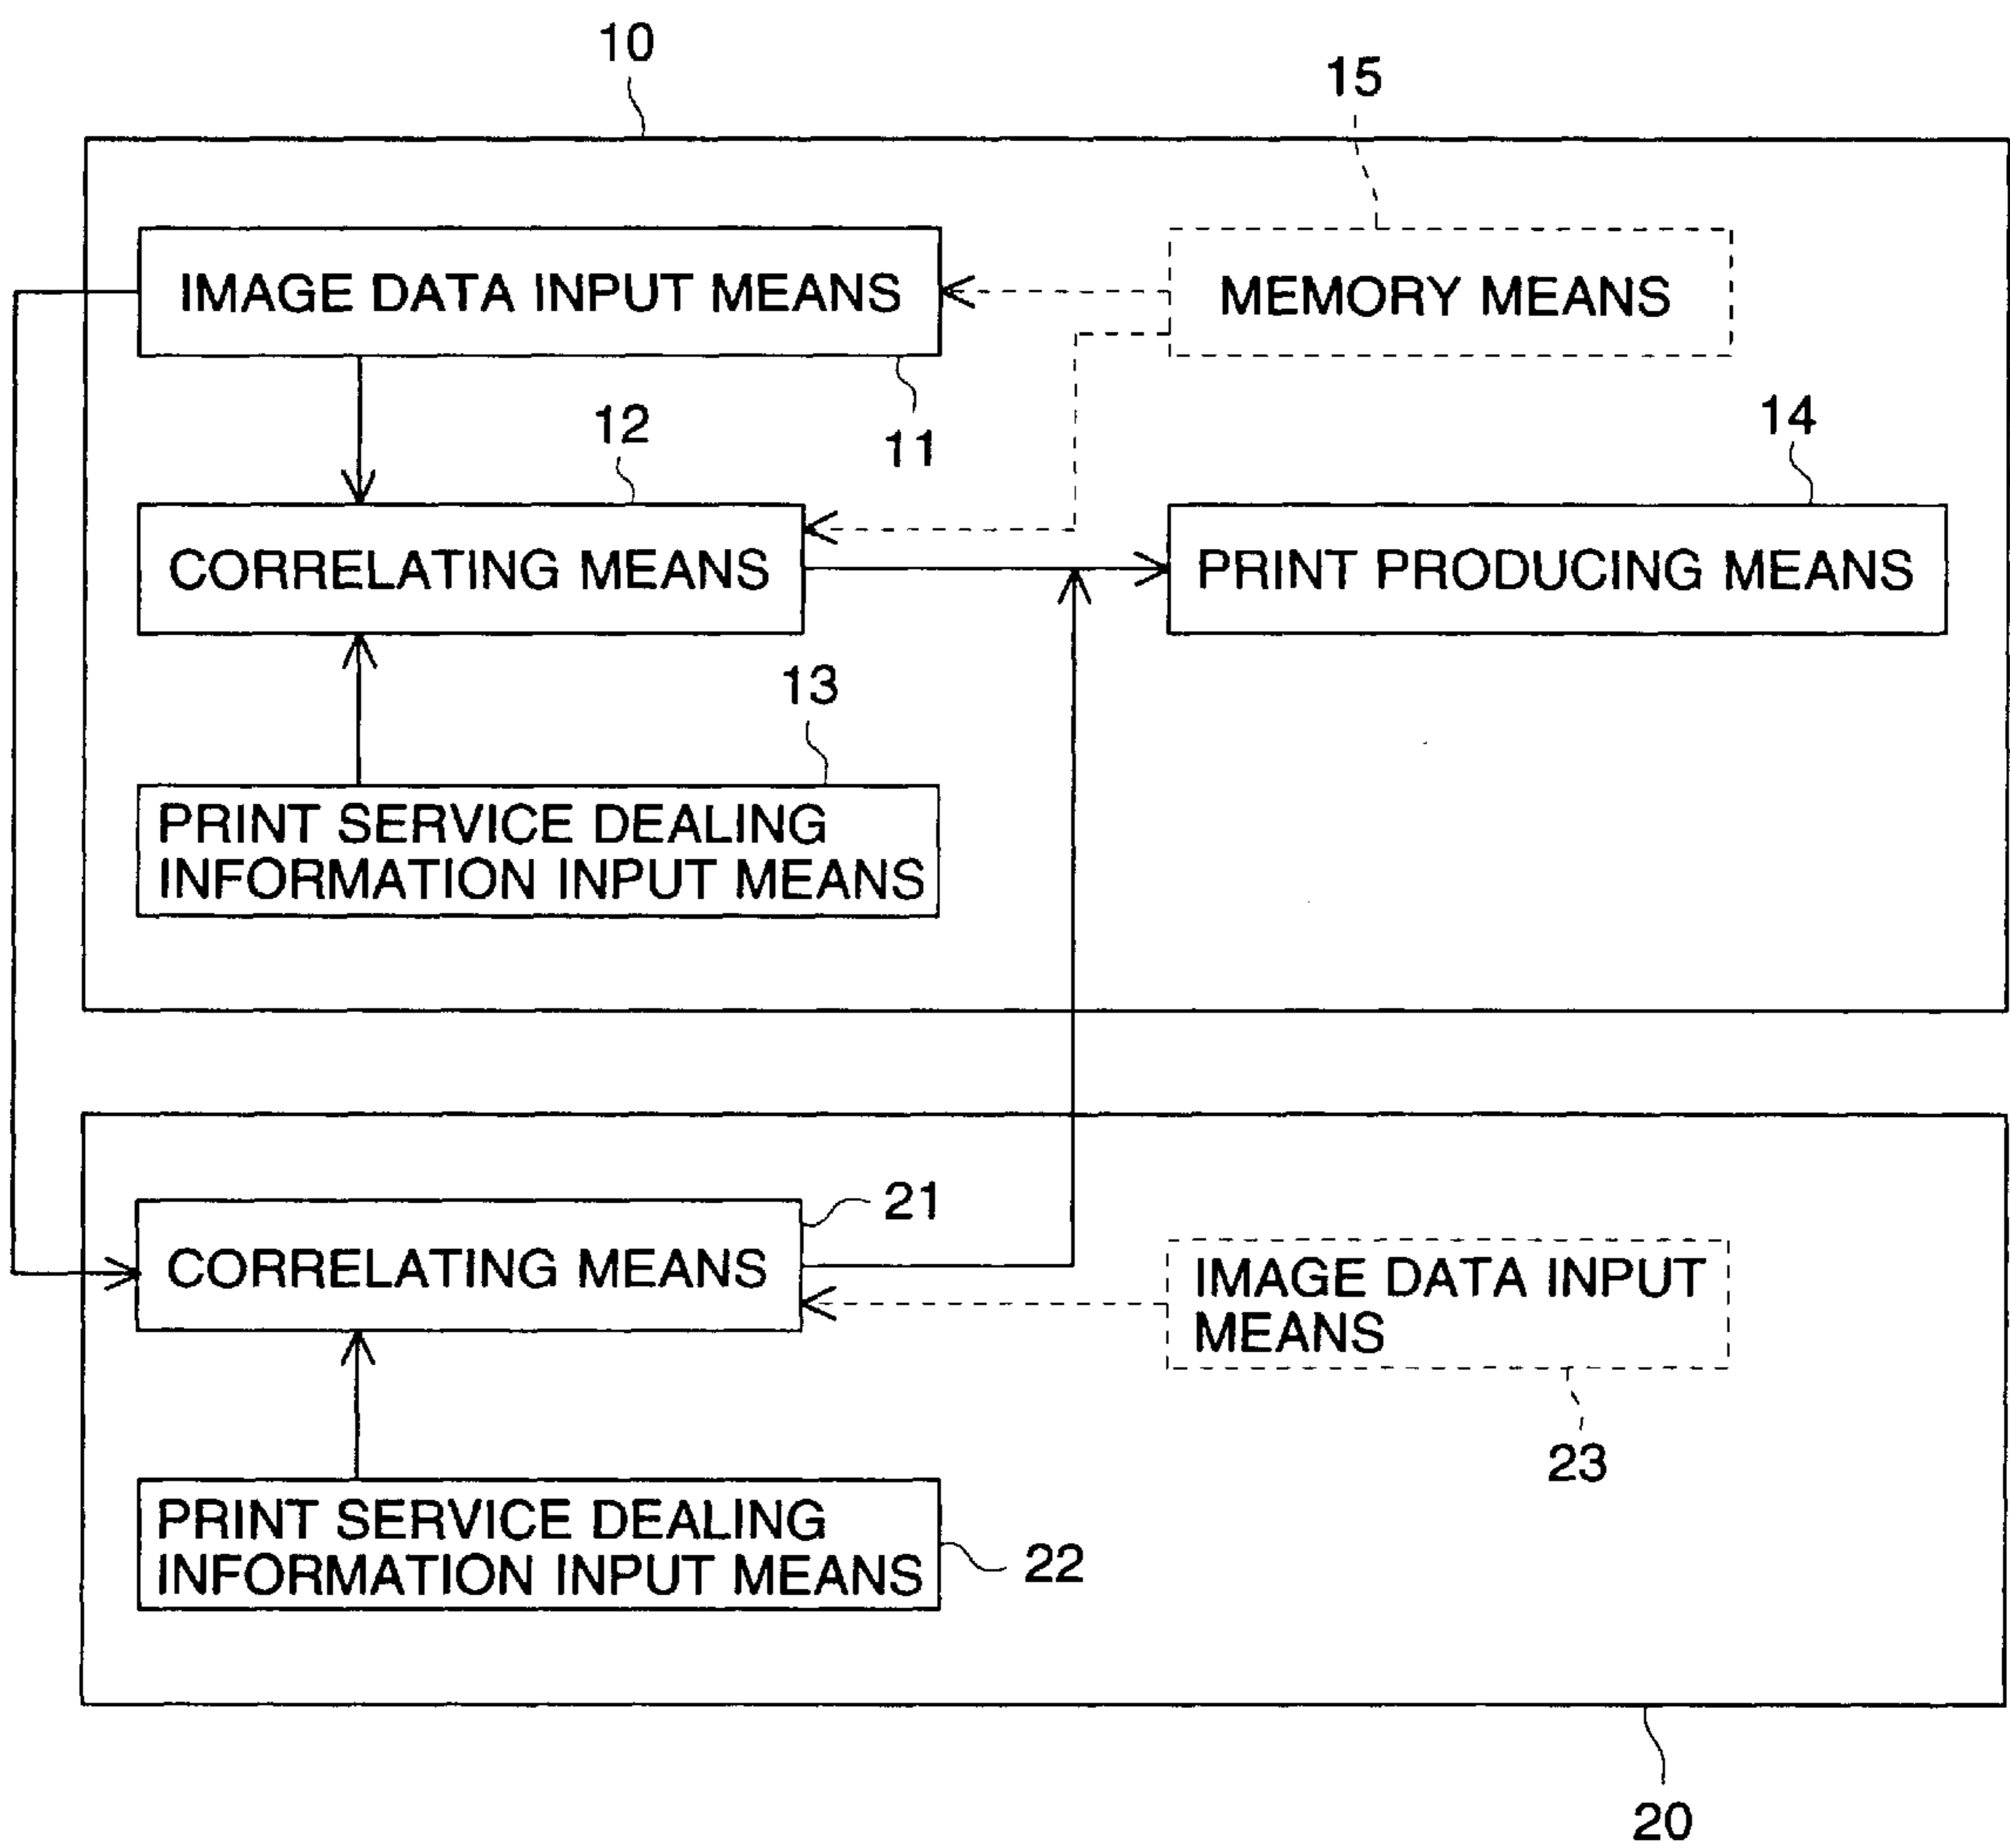 10
15
IMAGE DATA INPUT MEANS
MEMORY MEANS
11
12
14
CORRELATING MEANS
PRINT PRODUCING MEANS
13
PRINT SERVICE DEALING
INFORMATION INPUT MEANS
21
CORRELATING MEANS
IMAGE DATA INPUT
MEANS
23
PRINT SERVICE DEALING
INFORMATION INPUT MEANS
22
20